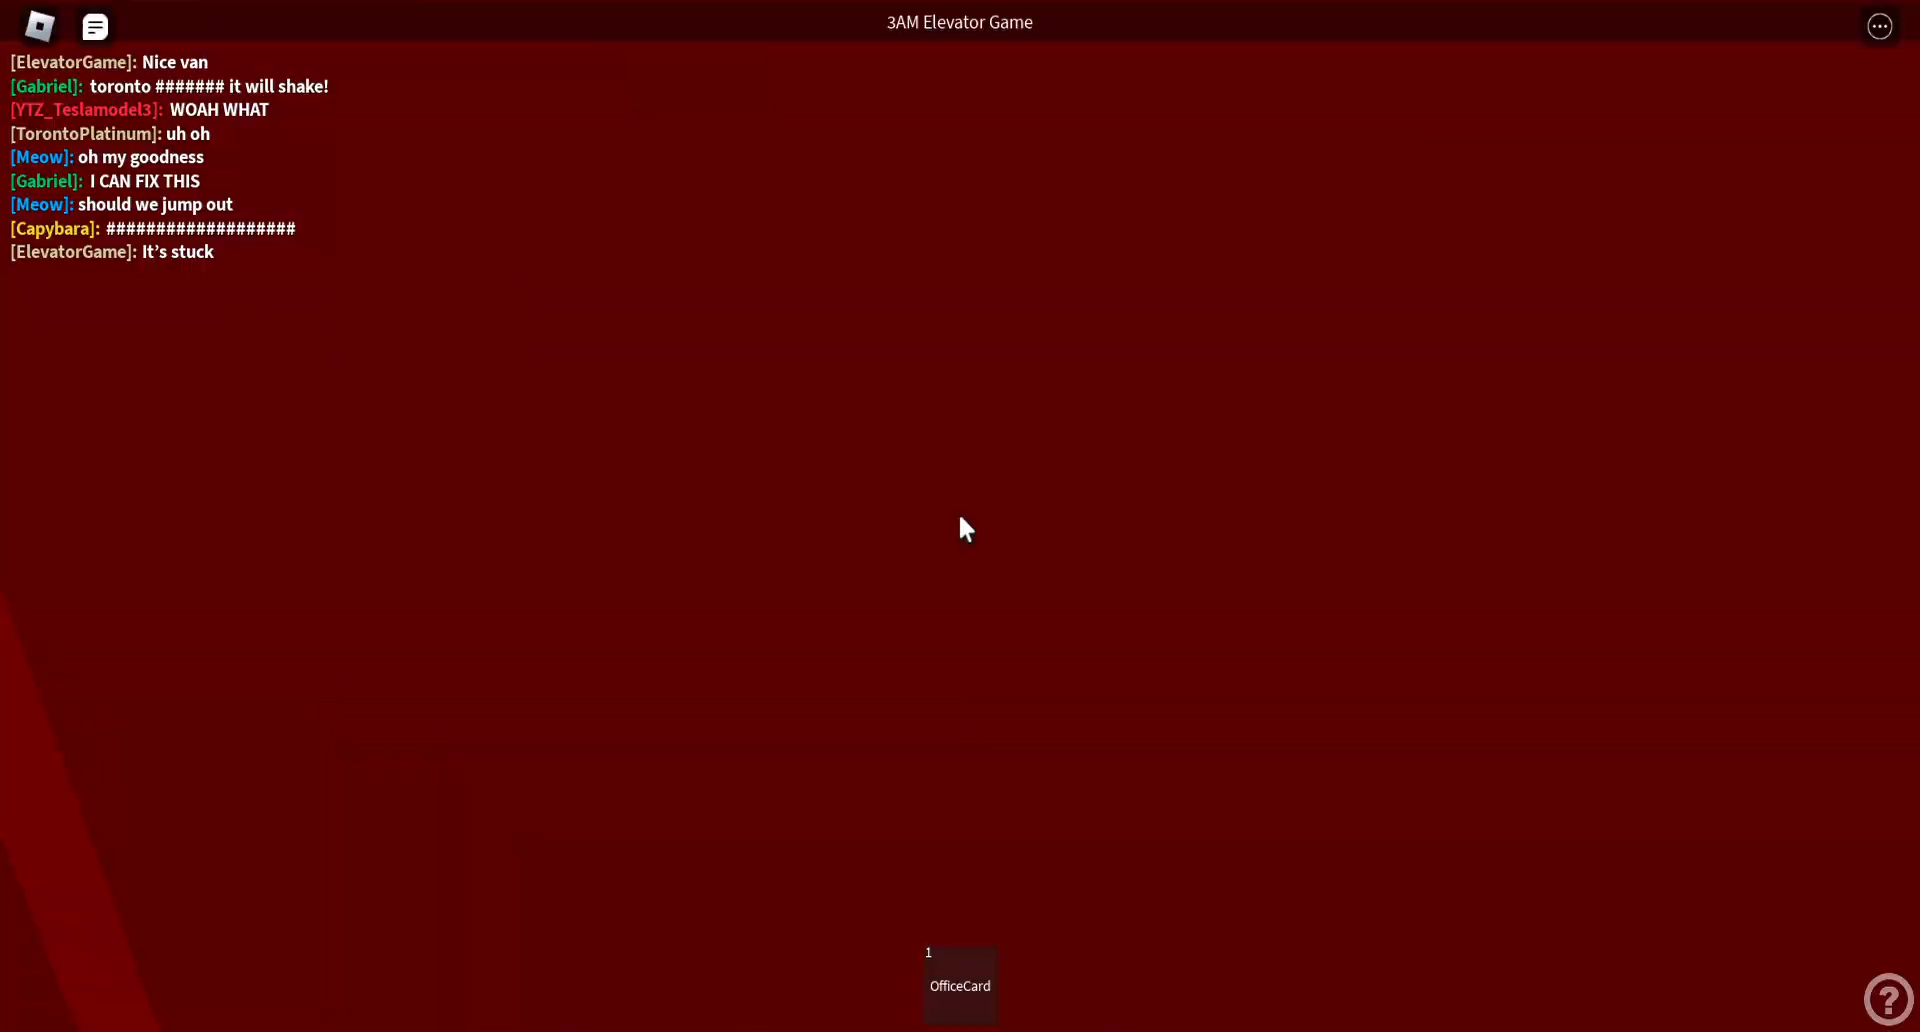 3AM Elevator Game
[ElevatorGame]: Nice van
[Gabriel]: toronto ####### it will shake!
[YTZ_Teslamodel3]: WOAH WHAT
[TorontoPlatinum]: uh oh
[Meow]: oh my goodness
[Gabriel]: I CAN FIX THIS
[Meow]: should we jump out
[Capybara]: ###################
[ElevatorGame]: It’s stuck
1
OfficeCard
?